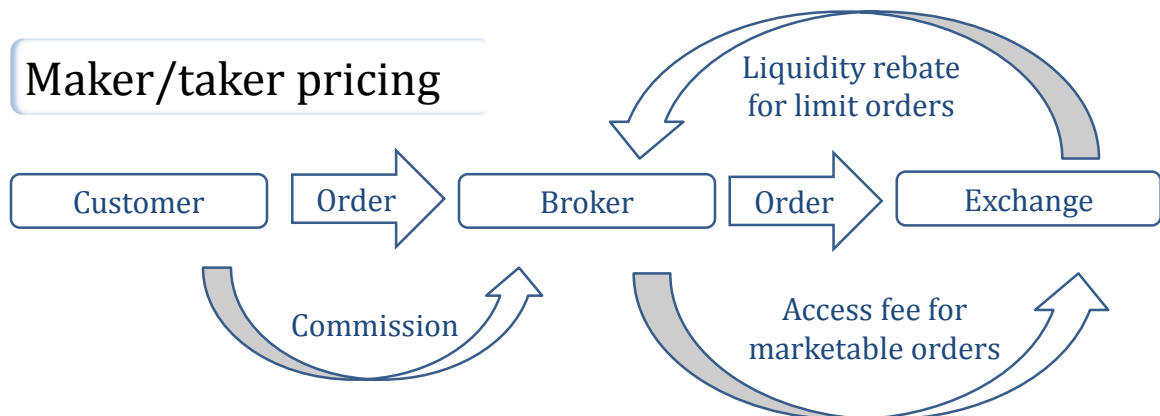 Maker/taker pricing
Liquidity rebate
for limit orders
Customer
Order
Broker
Order
Exchange
Commission
Access fee for
marketable orders